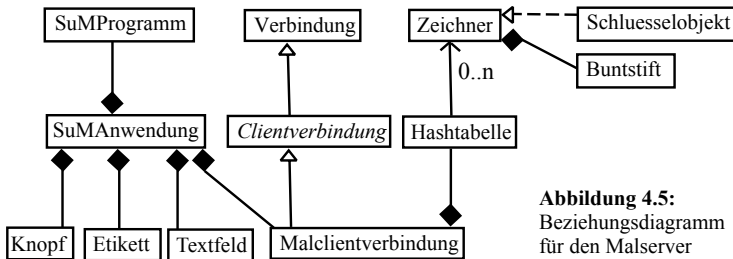 SuMProgramm
Verbindung
Zeichner
Schluesselobjekt
0..n
Buntstift
SuMAnwendung
Clientverbindung
Hashtabelle
Knopf
Etikett
Textfeld
Malclientverbindung
Abbildung 4.5:
Beziehungsdiagramm
für den Malserver